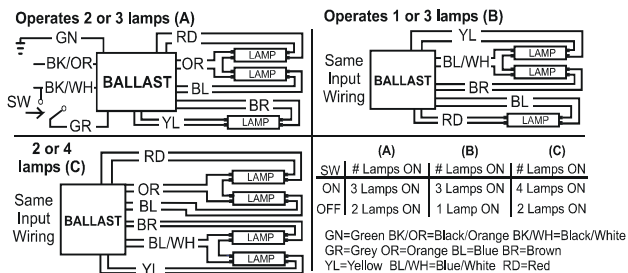 Operates 2 or 3 lamps (A)
GN
RD
BK/OR
OR
LAMP
LAMP
BK/WH
BALLAST
BL
SW
BR
GR
YL
LAMP
Operates 1 or 3 lamps (B)
YL
Same
Input
Wiring
BALLAST
BL/WH
LAMP
LAMP
BR
BL
RD
LAMP
2 or 4
lamps (C)
RD
OR
LAMP
LAMP
BL
Same
Input
Wiring
BALLAST
BR
BL/WH
LAMP
LAMP
YL
(A) (B) (C)
SW # Lamps ON # Lamps ON # Lamps ON
ON 3 Lamps ON 3 Lamps ON 4 Lamps ON
OFF 2 Lamps ON 1 Lamp ON 2 Lamps ON
GN=Green BK/OR=Black/Orange BK/WH=Black/White
GR=Grey OR=Orange BL=Blue BR=Brown
YL=Yellow BL/WH=Blue/White RD=Red